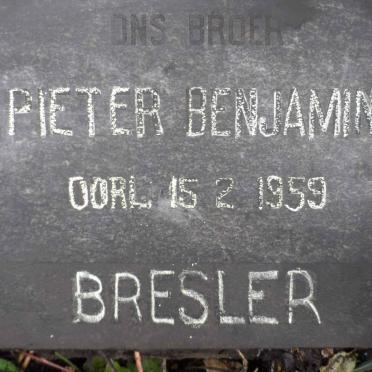 ONS BROER
PIETER BENJAMIN
OORL. 15 2 1959
BRESLER